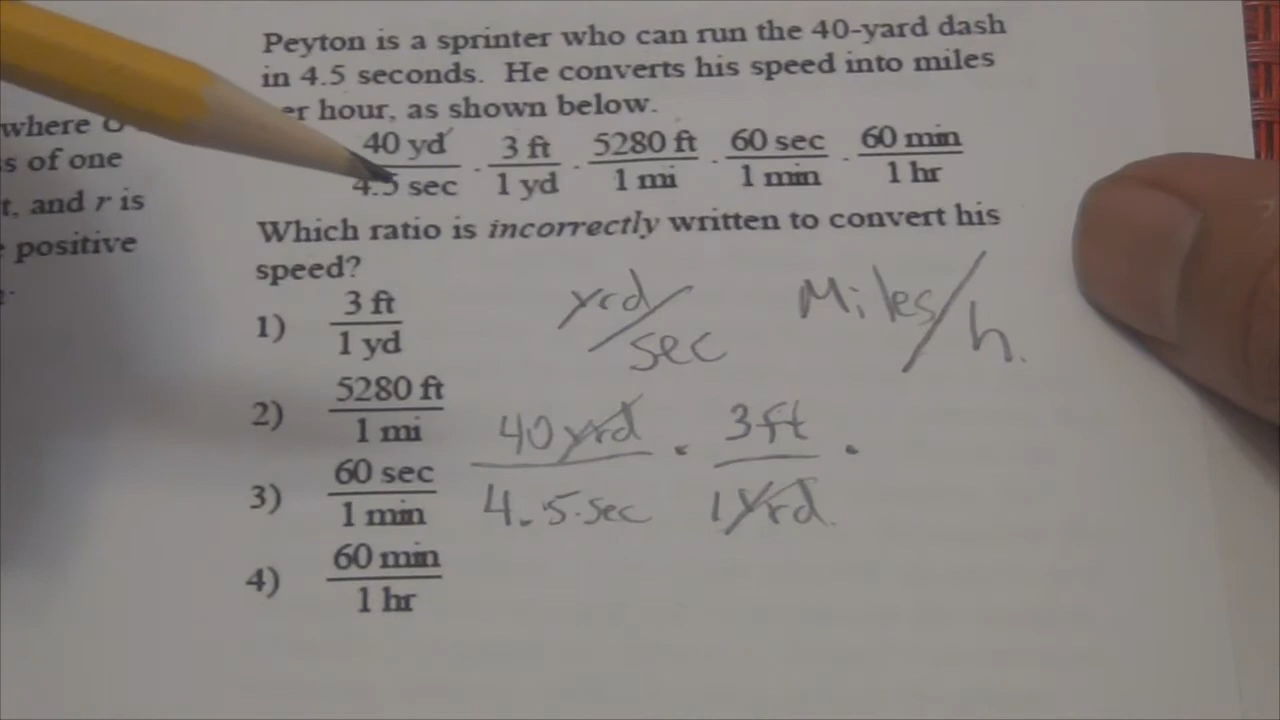 Peyton is a sprinter who can run the 40-yard dash
in 4.5 seconds. He converts his speed into miles
er hour, as shown below.
40 yd / 4.5 sec · 3 ft / 1 yd · 5280 ft / 1 mi · 60 sec / 1 min · 60 min / 1 hr
Which ratio is incorrectly written to convert his
speed?
1) 3 ft / 1 yd
2) 5280 ft / 1 mi
3) 60 sec / 1 min
4) 60 min / 1 hr
yrd/sec
Miles/h.
40 yrd / 4.5.sec · 3 ft / 1 yrd. ·
where
s of one
t, and r is
positive